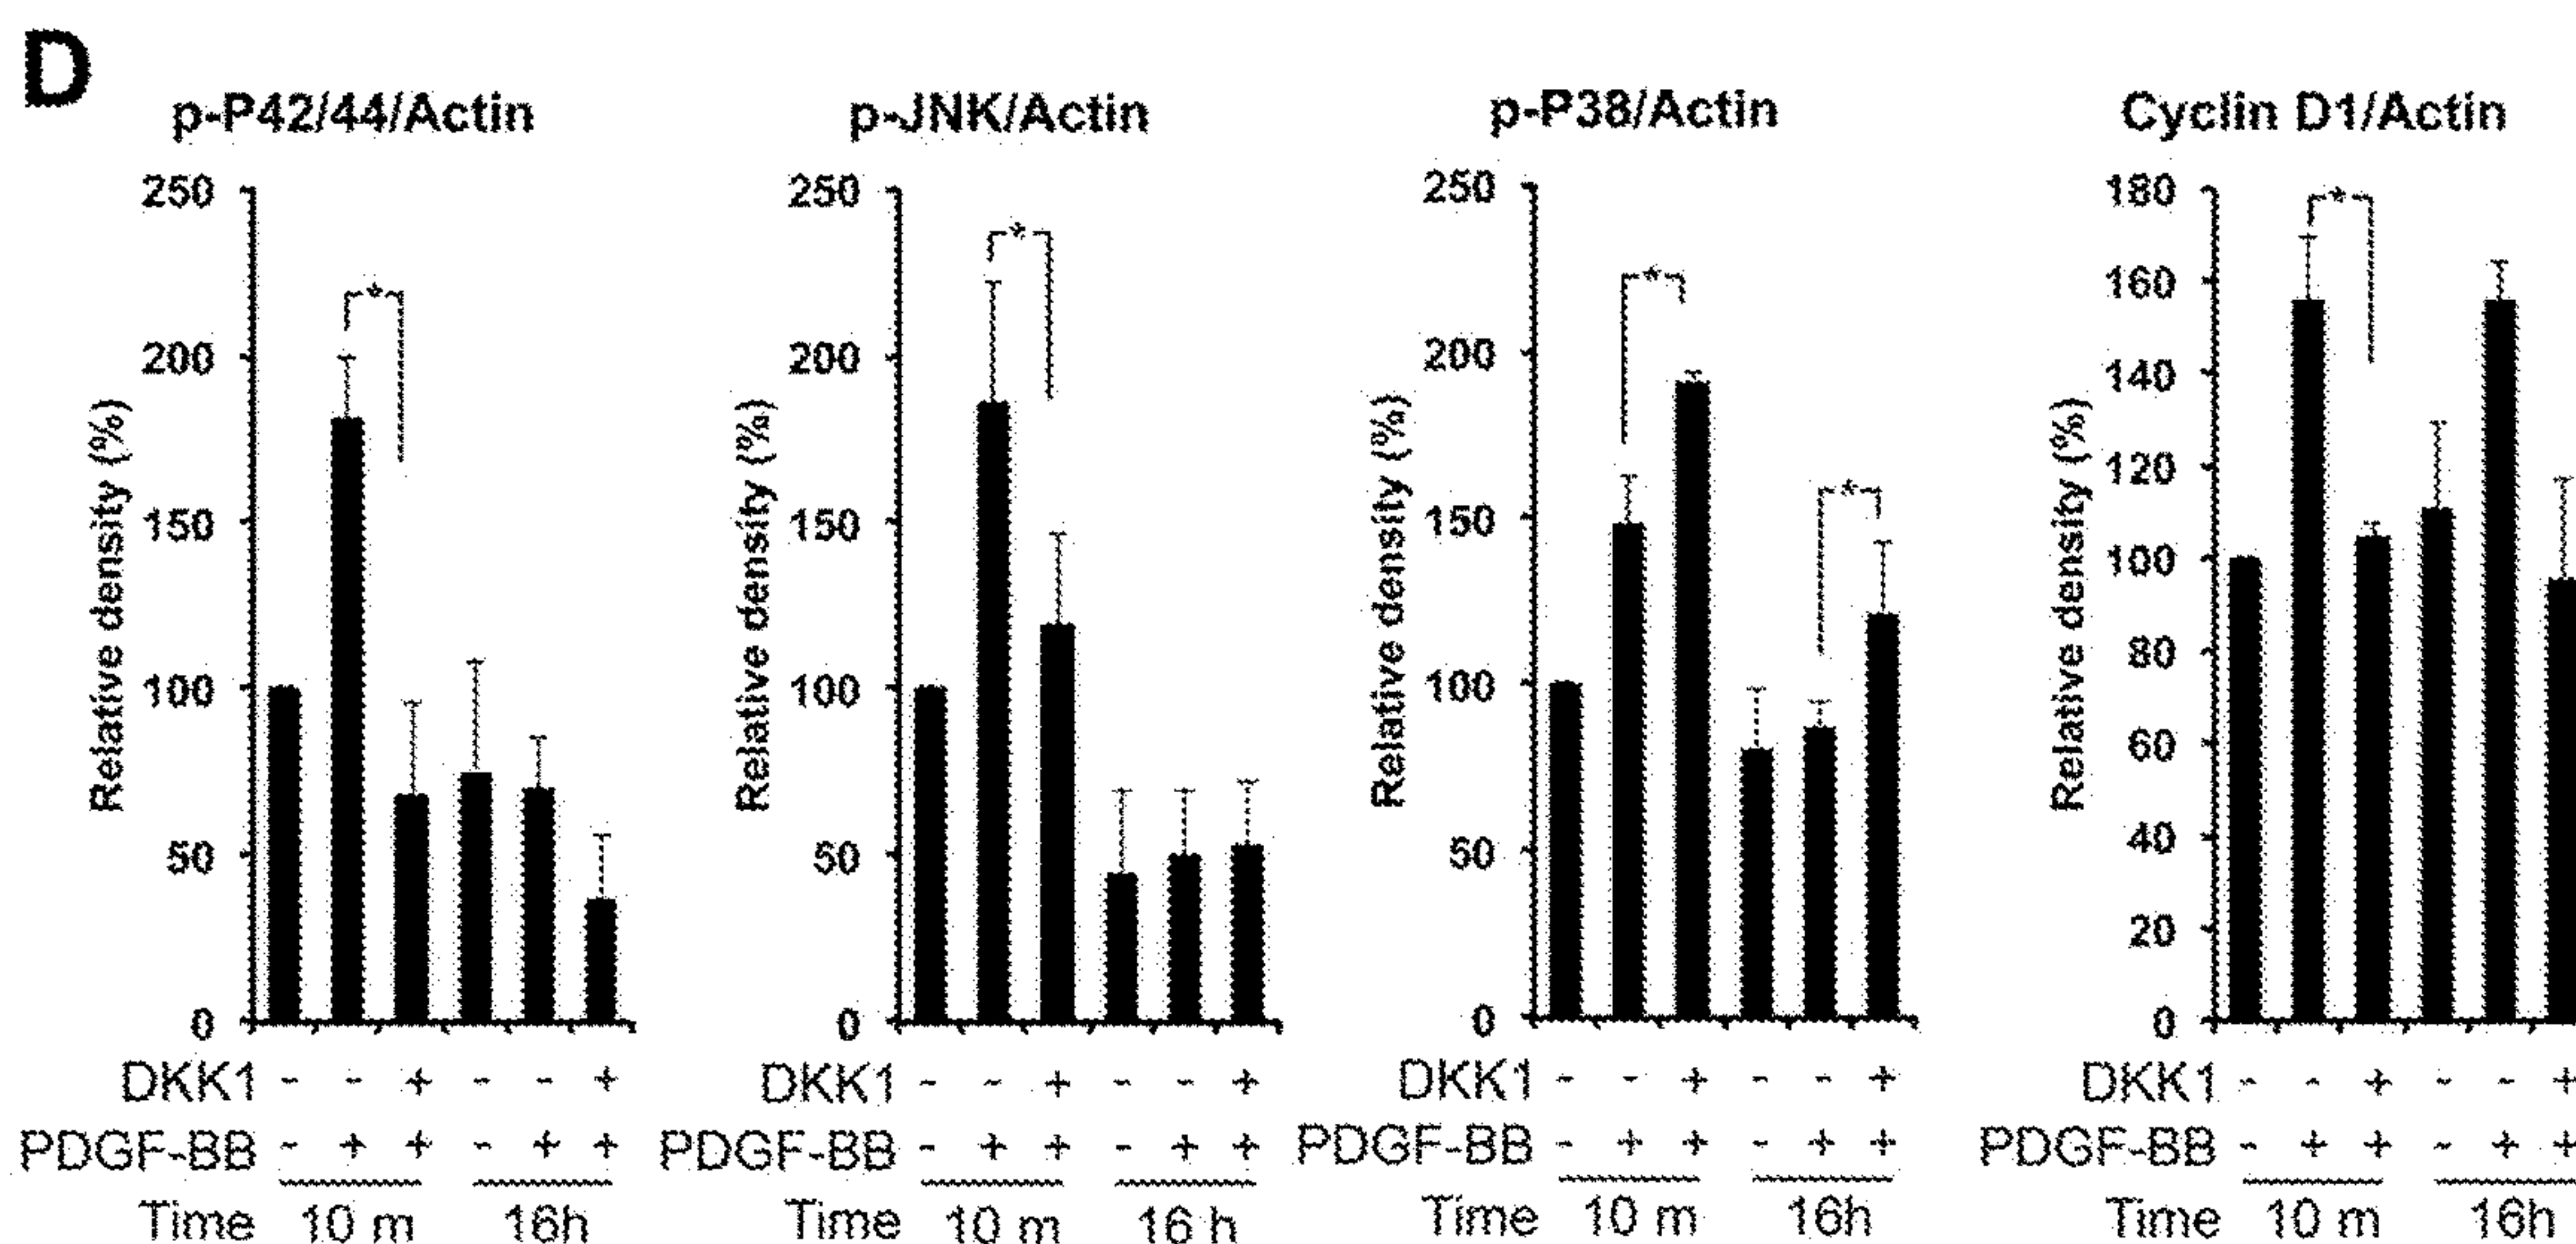 D
p-P42/44/Actin
250
200
150
100
50
0
Relative density (%)
DKK1 - - + - - +
PDGF-BB - + + - + +
Time 10 m 16h
p-JNK/Actin
250
200
150
100
50
0
Relative density (%)
*
DKK1 - - + - - +
PDGF-BB - + + - + +
Time 10 m 16 h
p-P38/Actin
250
200
150
100
50
0
Relative density (%)
*
*
DKK1 - - + - - +
PDGF-BB - + + - + +
Time 10 m 16h
Cyclin D1/Actin
180
160
140
120
100
80
60
40
20
0
Relative density (%)
*
DKK1 - - + - - +
PDGF-BB - + + - + +
Time 10 m 16h